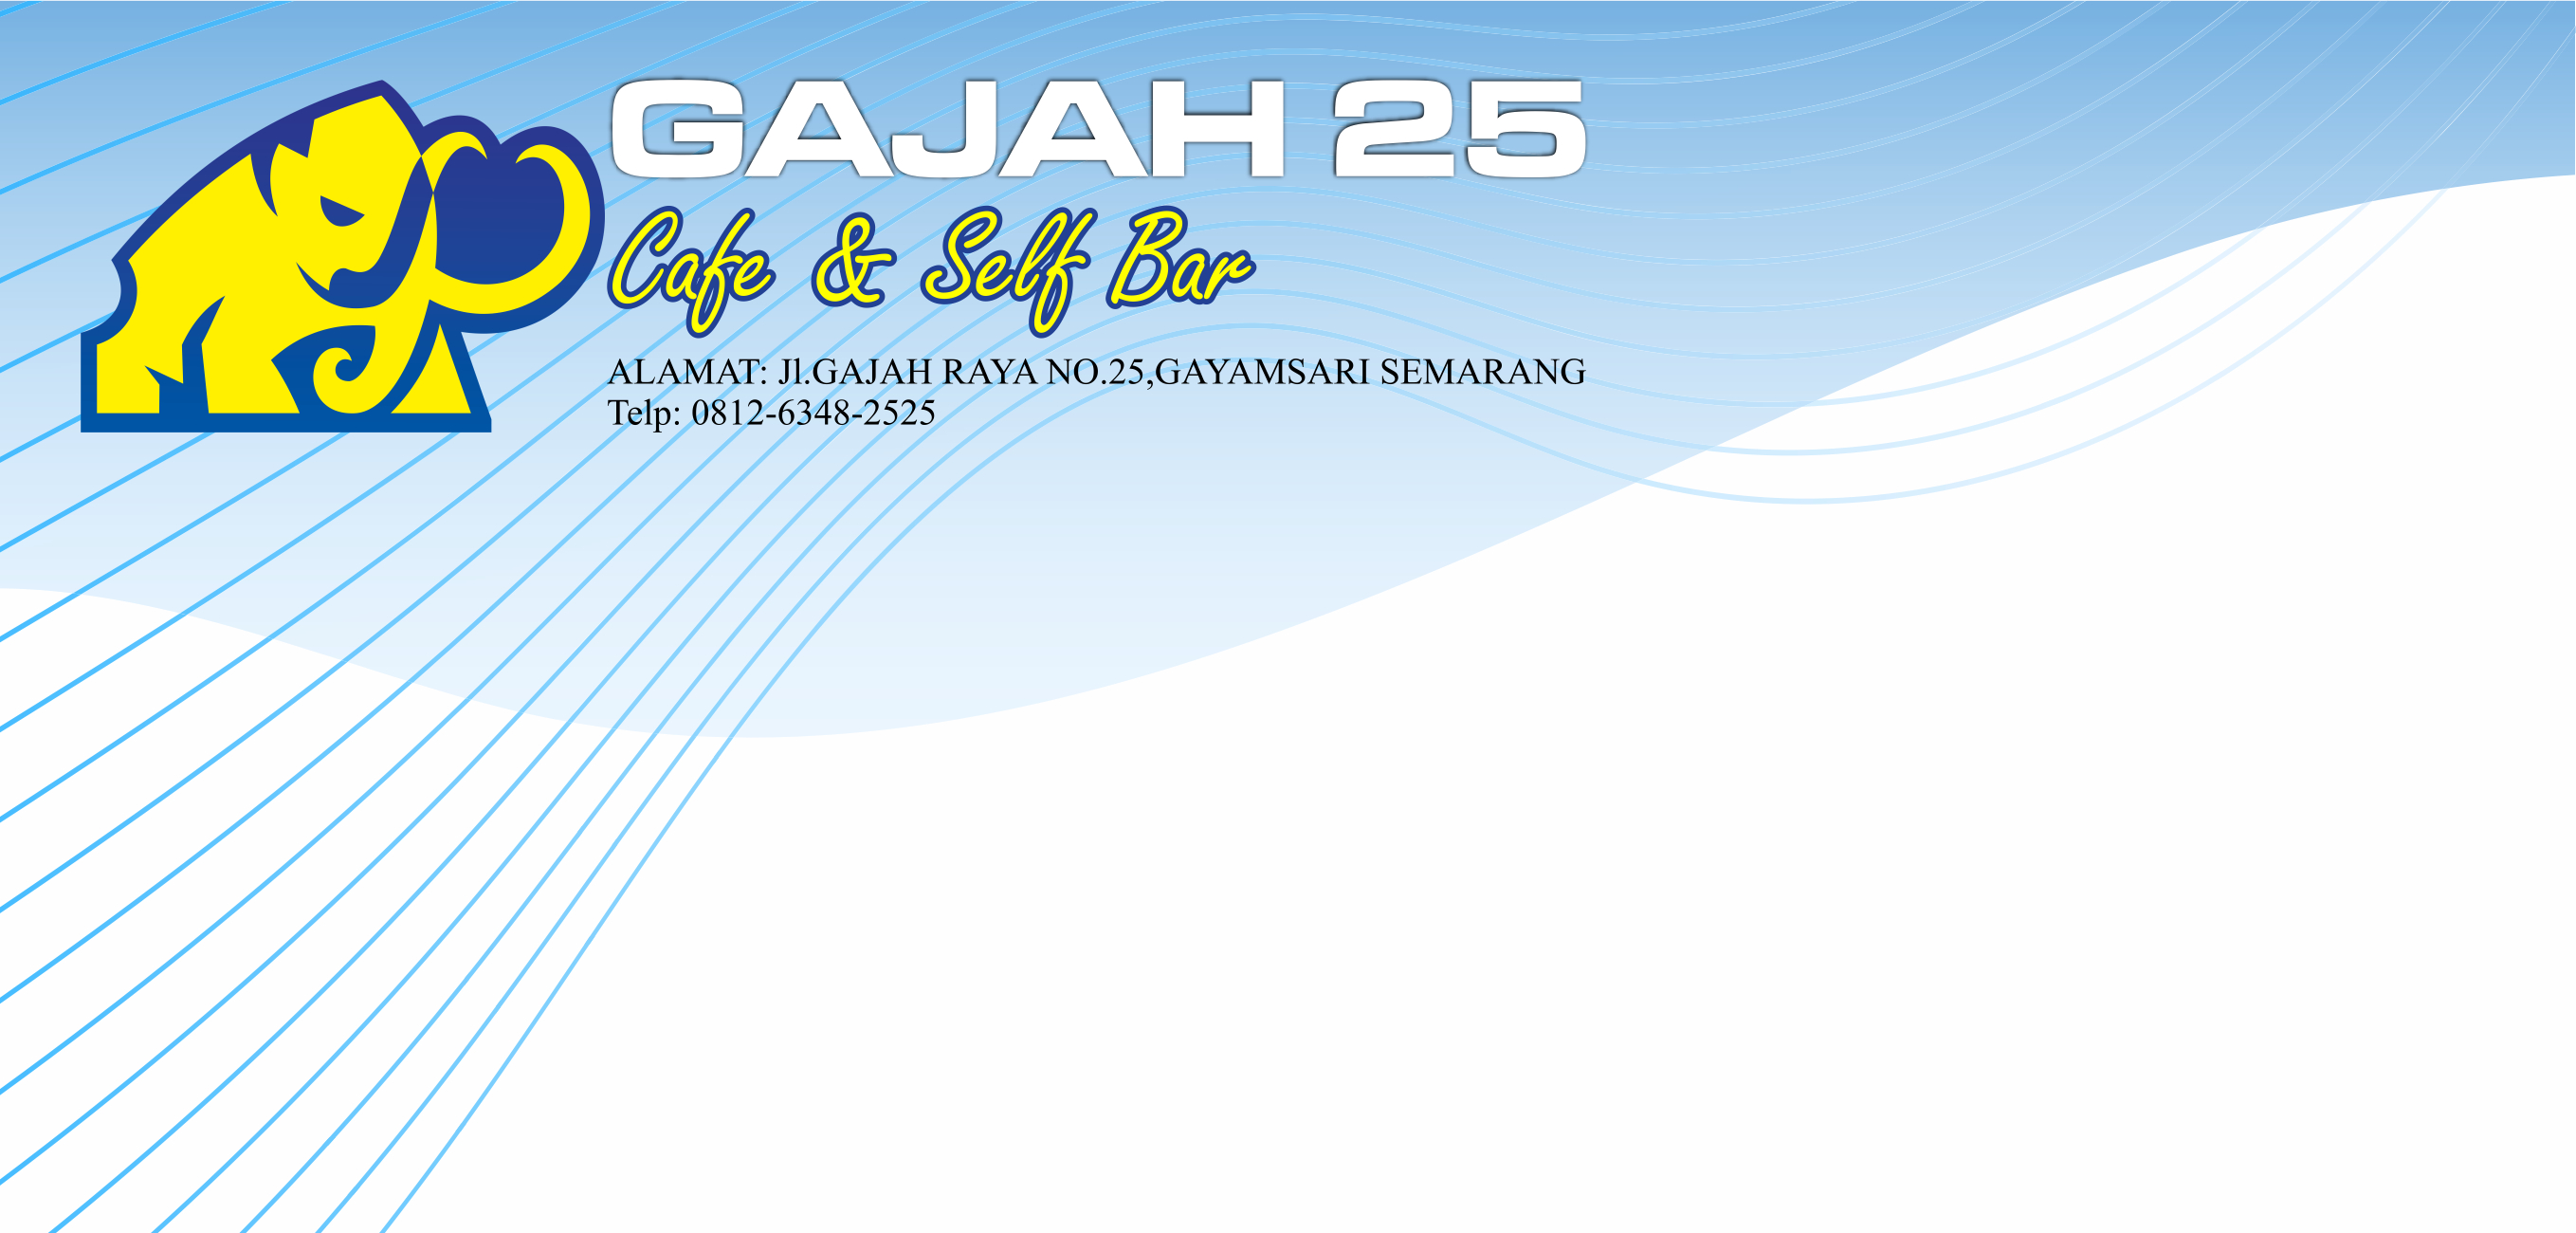 GAJAH 25
Cafe & Self Bar
ALAMAT: Jl.GAJAH RAYA NO.25,GAYAMSARI SEMARANG
Telp: 0812-6348-2525